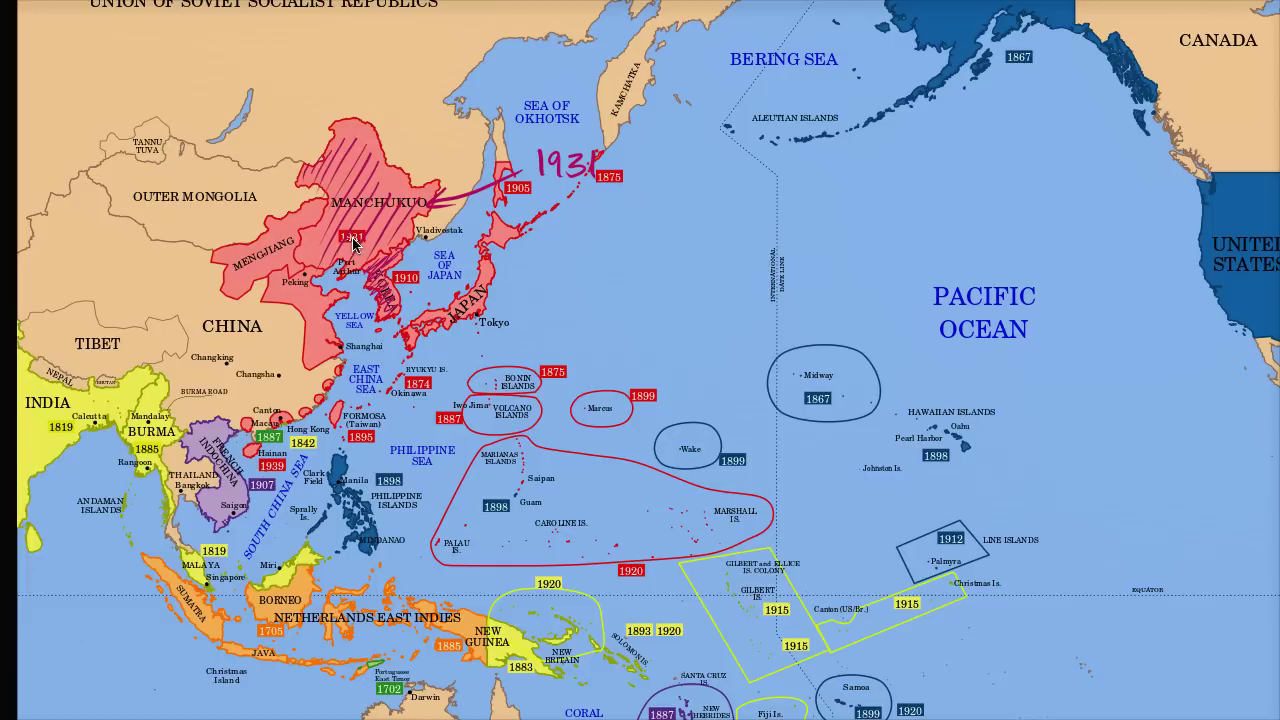 UNION OF SOVIET SOCIALIST REPUBLICS
CANADA
BERING SEA
1867
KAMCHATKA
SEA OF
OKHOTSK
ALEUTIAN ISLANDS
TANNU
TUVA
1931
1875
1905
OUTER MONGOLIA
MANCHUKUO
Vladivostok
MENGJIANG
SEA
OF
JAPAN
UNITED
STATES
INTERNATIONAL
DATE LINE
Port
Arthur
Peking
KOREA
1910
PACIFIC
OCEAN
JAPAN
Tokyo
YELLOW
SEA
CHINA
TIBET
Shanghai
Changking
Changsha
NEPAL
BHUTAN
BURMA ROAD
EAST
CHINA
SEA
RYUKYU IS.
1874
Okinawa
BONIN
ISLANDS
1875
Iwo Jima
VOLCANO
ISLANDS
1887
Marcus
1899
Midway
1867
INDIA
1819
Calcutta
Mandalay
BURMA
1885
Rangoon
Canton
Macau
1887
Hong Kong
1842
FORMOSA
(Taiwan)
1895
Hainan
1939
FRENCH
INDOCHINA
1907
THAILAND
Bangkok
Saigon
PHILIPPINE
SEA
MARIANAS
ISLANDS
Wake
1899
HAWAIIAN ISLANDS
Oahu
Pearl Harbor
1898
Johnston Is.
Clark
Field
Manila
1898
PHILIPPINE
ISLANDS
Saipan
1898
Guam
ANDAMAN
ISLANDS
SOUTH CHINA SEA
Sprally
Is.
MINDANAO
CAROLINE IS.
MARSHALL
IS.
PALAU
IS.
1920
1912
LINE ISLANDS
Palmyra
Christmas Is.
1819
MALAYA
Singapore
Miri
GILBERT and ELLICE
IS. COLONY
GILBERT
IS.
1915
Canton (US/Br.)
1915
EQUATOR
SUMATRA
BORNEO
NETHERLANDS EAST INDIES
1705
1920
1893
1920
1915
JAVA
1885
NEW
GUINEA
1883
NEW
BRITAIN
SOLOMON IS.
Christmas
Island
Portuguese
East Timor
1702
Darwin
SANTA CRUZ
IS.
CORAL
1887
NEW
HEBRIDES
Fiji Is.
Samoa
1899
1920